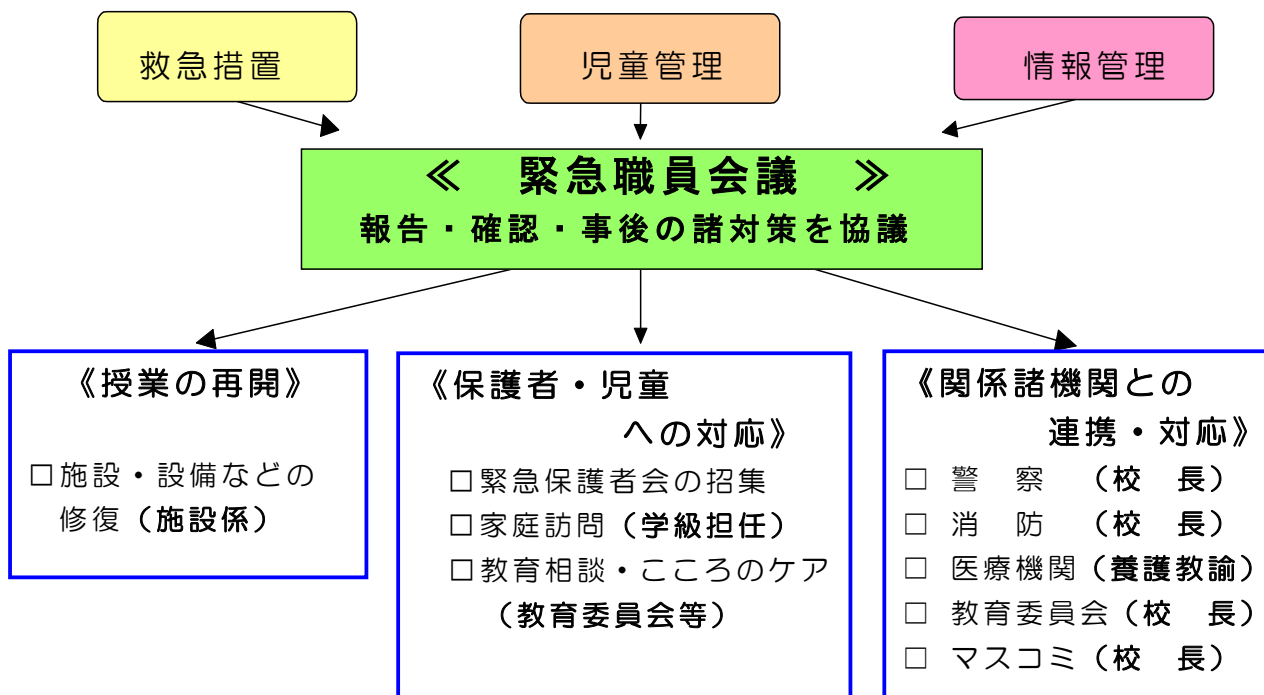 救急措置
児童管理
情報管理
≪ 緊急職員会議 ≫
報告・確認・事後の諸対策を協議
《授業の再開》
□施設・設備などの
修復（施設係）
《保護者・児童
への対応》
□緊急保護者会の招集
□家庭訪問（学級担任）
□教育相談・こころのケア
（教育委員会等）
《関係諸機関との
連携・対応》
□ 警 察 （校 長）
□ 消 防 （校 長）
□ 医療機関（養護教諭）
□ 教育委員会（校 長）
□ マスコミ（校 長）